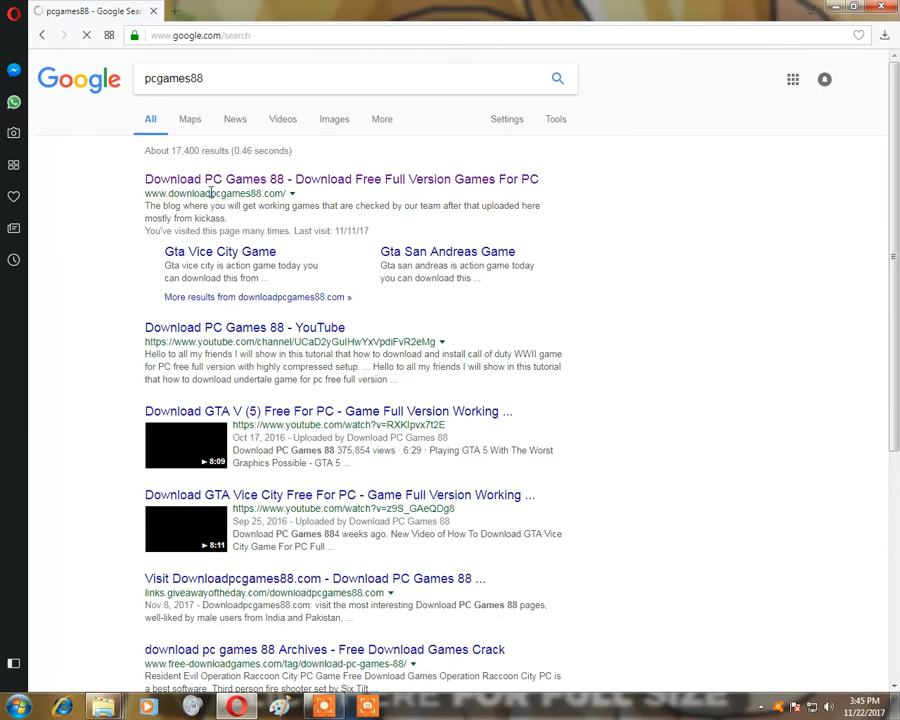 pcgames88 - Google Sear
www.google.com/search
Google
pcgames88
All Maps News Videos Images More Settings Tools
About 17,400 results (0.46 seconds)
Download PC Games 88 - Download Free Full Version Games For PC
www.downloadpcgames88.com/
The blog where you will get working games that are checked by our team after that uploaded here
mostly from kickass.
You've visited this page many times. Last visit: 11/11/17
Gta Vice City Game
Gta vice city is action game today you
can download this from ...
Gta San Andreas Game
Gta san andreas is action game today
you can download this ...
More results from downloadpcgames88.com »
Download PC Games 88 - YouTube
https://www.youtube.com/channel/UCaD2yGuIHwYxVpdiFvR2eMg
Hello to all my friends I will show in this tutorial that how to download and install call of duty WWII game
for PC free full version with highly compressed setup. ... Hello to all my friends I will show in this tutorial
that how to download undertale game for pc free full version ...
Download GTA V (5) Free For PC - Game Full Version Working ...
https://www.youtube.com/watch?v=RXKlpvx7t2E
Oct 17, 2016 - Uploaded by Download PC Games 88
Download PC Games 88 375,854 views · 6:29 · Playing GTA 5 With The Worst
Graphics Possible - GTA 5 ...
8:09
Download GTA Vice City Free For PC - Game Full Version Working ...
https://www.youtube.com/watch?v=z9S_GAeQDg8
Sep 25, 2016 - Uploaded by Download PC Games 88
Download PC Games 884 weeks ago. New Video of How To Download GTA Vice
City Game For PC Full ...
8:11
Visit Downloadpcgames88.com - Download PC Games 88 ...
links.giveawayoftheday.com/downloadpcgames88.com
Nov 8, 2017 - Downloadpcgames88.com: visit the most interesting Download PC Games 88 pages,
well-liked by male users from India and Pakistan, ...
download pc games 88 Archives - Free Download Games Crack
www.free-downloadgames.com/tag/download-pc-games-88/
Resident Evil Operation Raccoon City PC Game Free Download Games Operation Raccoon City PC is
a best software. Third person fire shooter set by Six Tilt
3:45 PM
11/22/2017